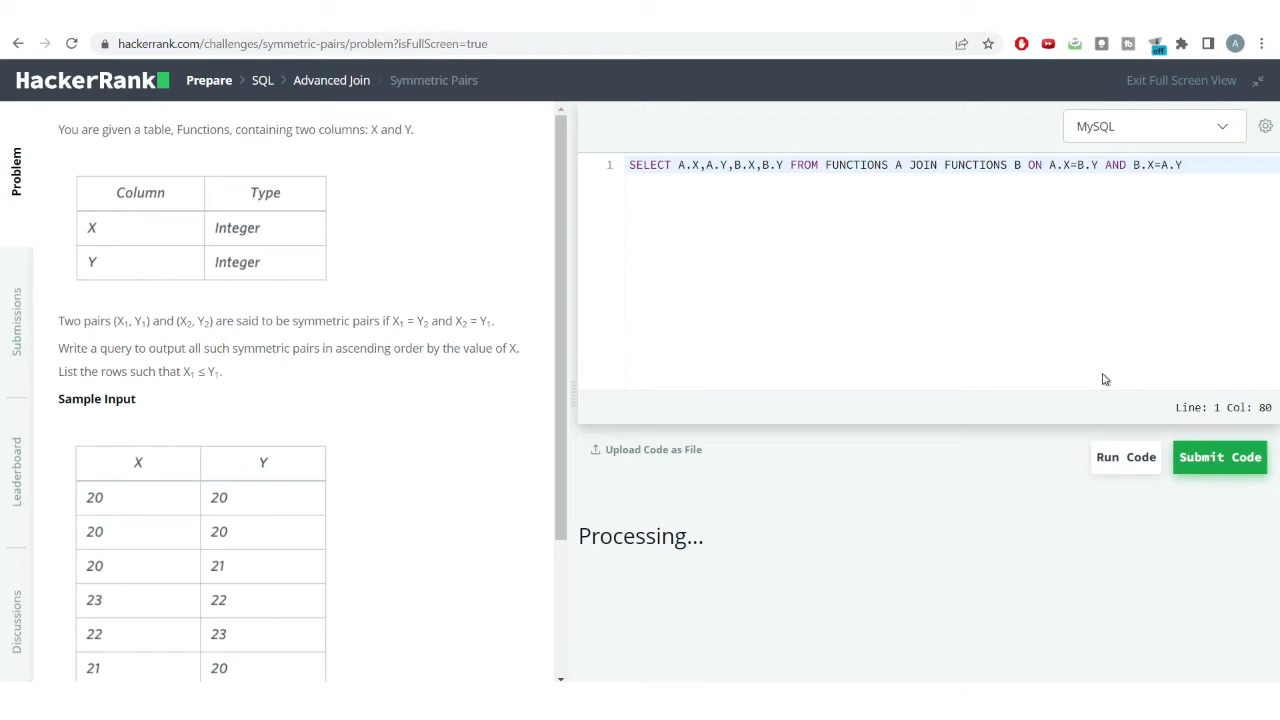 hackerrank.com/challenges/symmetric-pairs/problem?isFullScreen=true
off
A
HackerRank
Prepare > SQL > Advanced Join > Symmetric Pairs
Exit Full Screen View
Problem
Submissions
Leaderboard
Discussions
You are given a table, Functions, containing two columns: X and Y.
Column Type
X Integer
Y Integer
Two pairs (X₁, Y₁) and (X₂, Y₂) are said to be symmetric pairs if X₁ = Y₂ and X₂ = Y₁.
Write a query to output all such symmetric pairs in ascending order by the value of X.
List the rows such that X₁ ≤ Y₁.
Sample Input
X Y
20 20
20 20
20 21
23 22
22 23
21 20
MySQL
1 SELECT A.X,A.Y,B.X,B.Y FROM FUNCTIONS A JOIN FUNCTIONS B ON A.X=B.Y AND B.X=A.Y
Line: 1 Col: 80
Upload Code as File
Run Code
Submit Code
Processing...